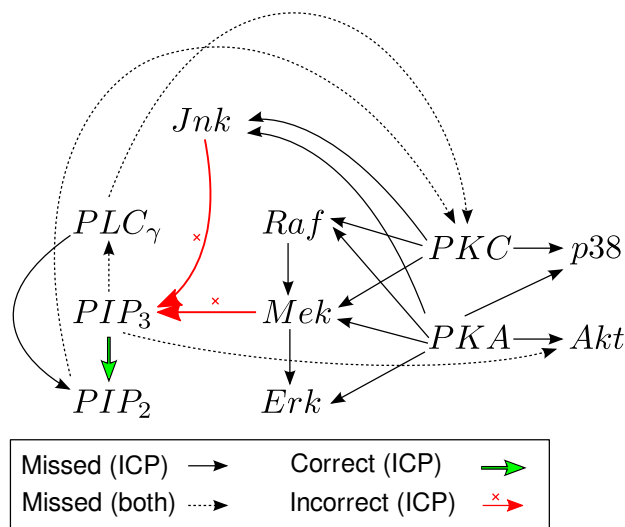 Jnk
PLCγ Raf PKC p38
PIP3 Mek PKA Akt
PIP2 Erk
Missed (ICP) Correct (ICP)
Missed (both) Incorrect (ICP)